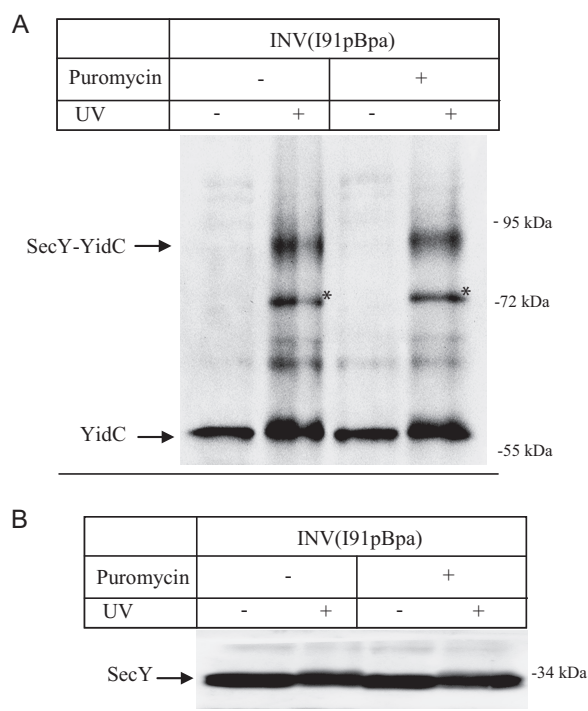 A
INV(I91pBpa)
Puromycin - +
UV - + - +
- 95 kDa
SecY-YidC
*
*
-72 kDa
YidC
-55 kDa
B
INV(I91pBpa)
Puromycin - +
UV - + - +
SecY
-34 kDa